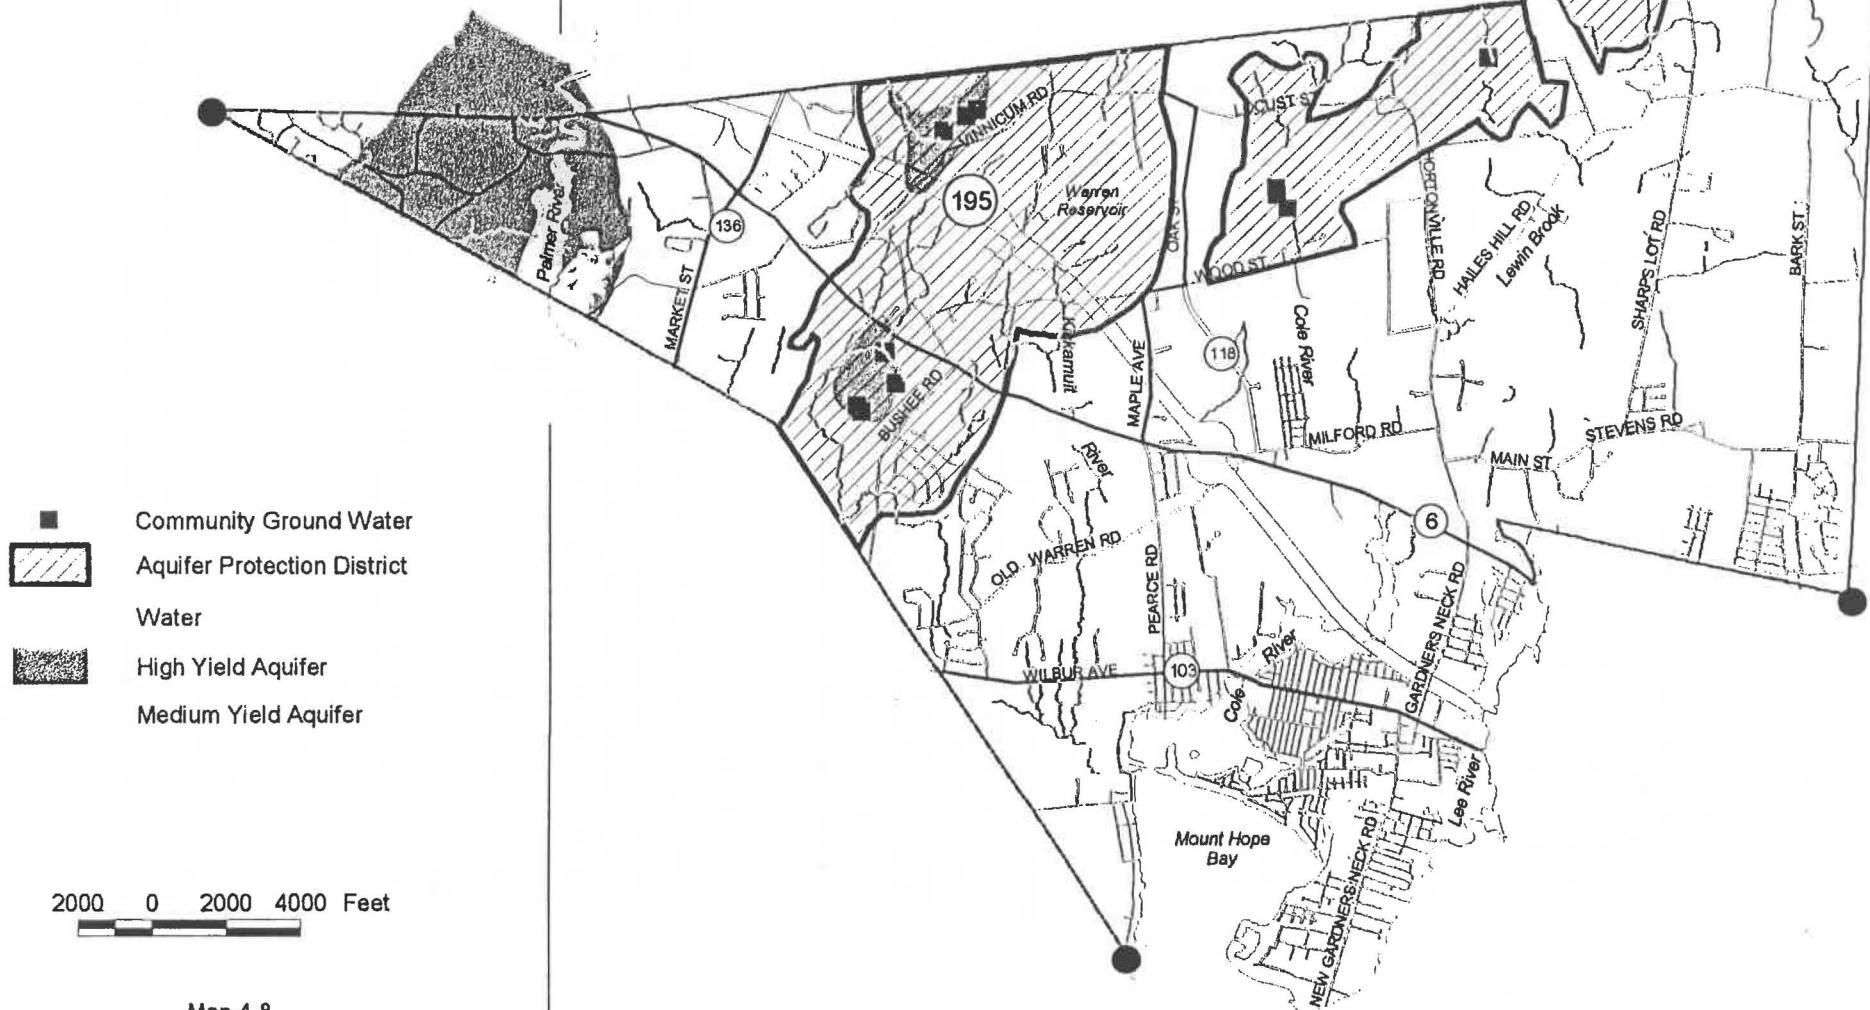 VINNICUM RD
LOCUST ST
195
Warren
Reservoir
136
Palmer River
MARKET ST
WOOD ST
HAILES HILL RD
Lewin Brook
SHARPS LOT RD
BARK ST
Cole River
118
MAPLE AVE
BUSHEE RD
MILFORD RD
STEVENS RD
MAIN ST
River
6
OLD WARREN RD
PEARCE RD
GARDNERS NECK RD
WILBUR AVE
103
Cole
River
Lee River
Mount Hope
Bay
NEW GARDNERS NECK RD
Community Ground Water
Aquifer Protection District
Water
High Yield Aquifer
Medium Yield Aquifer
2000 0 2000 4000 Feet
Map 4-8